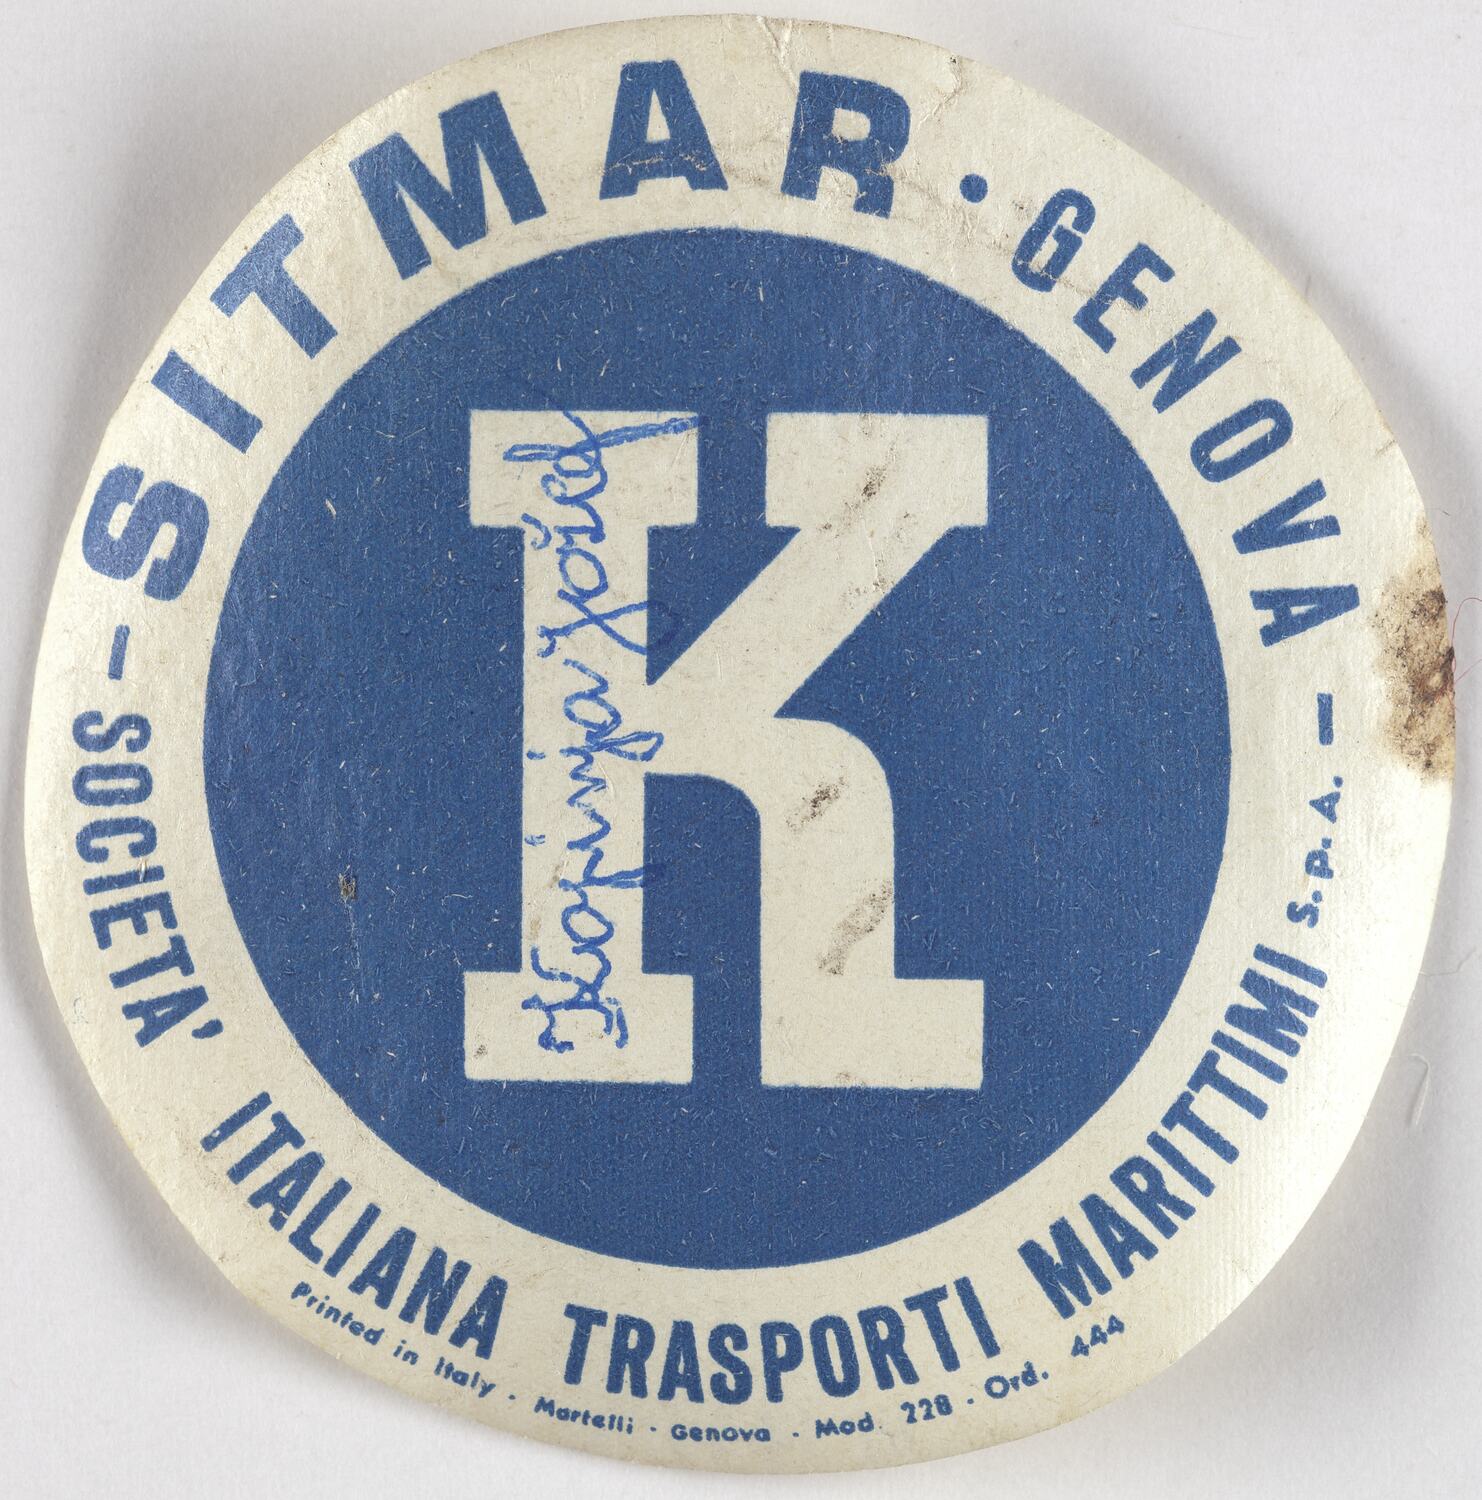 SITMAR · GENOVA –
– SOCIETA' ITALIANA TRASPORTI MARITTIMI S.p.A.
Printed in Italy · Martelli · Genova · Mod. 228 · Ord. 444
K